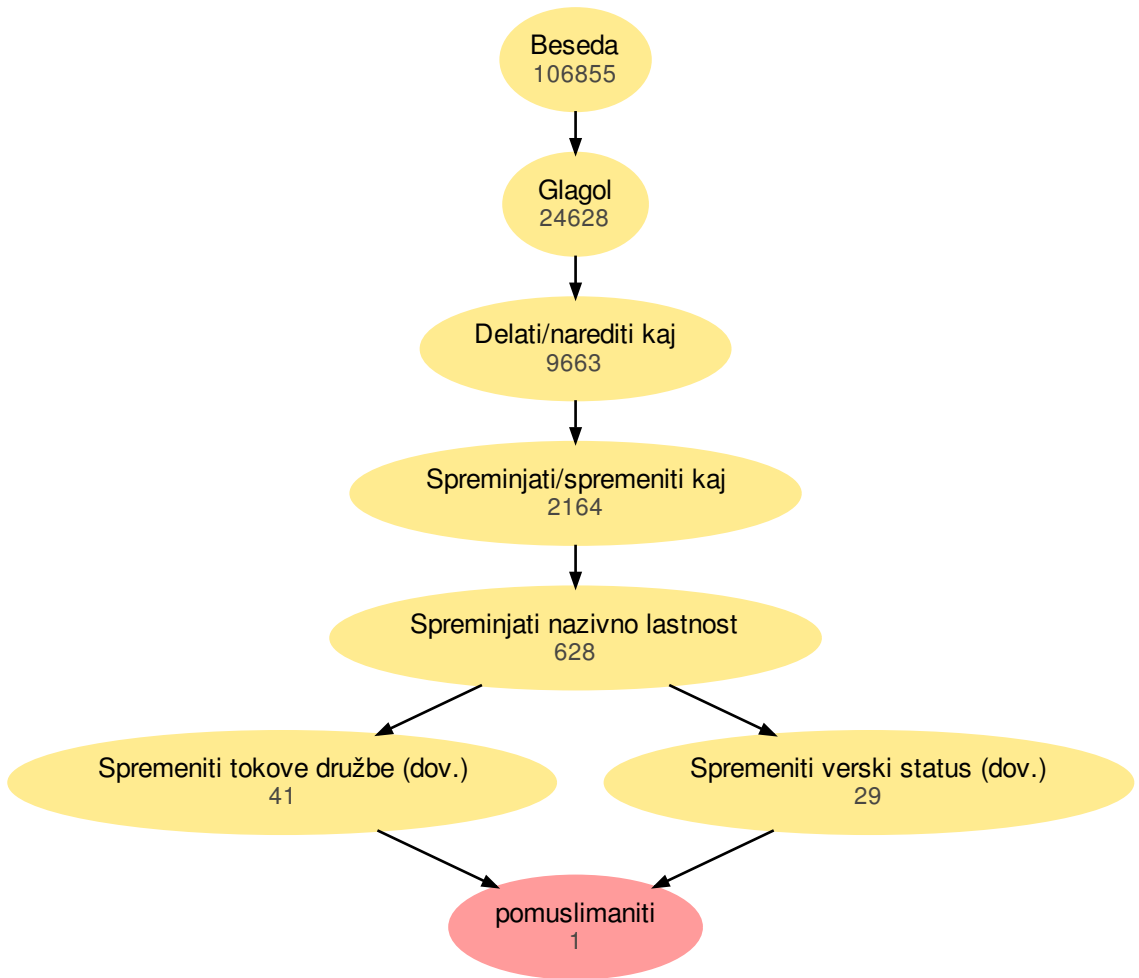 Beseda
106855
Glagol
24628
Delati/narediti kaj
9663
Spreminjati/spremeniti kaj
2164
Spreminjati nazivno lastnost
628
Spremeniti tokove družbe (dov.)
41
Spremeniti verski status (dov.)
29
pomuslimaniti
1